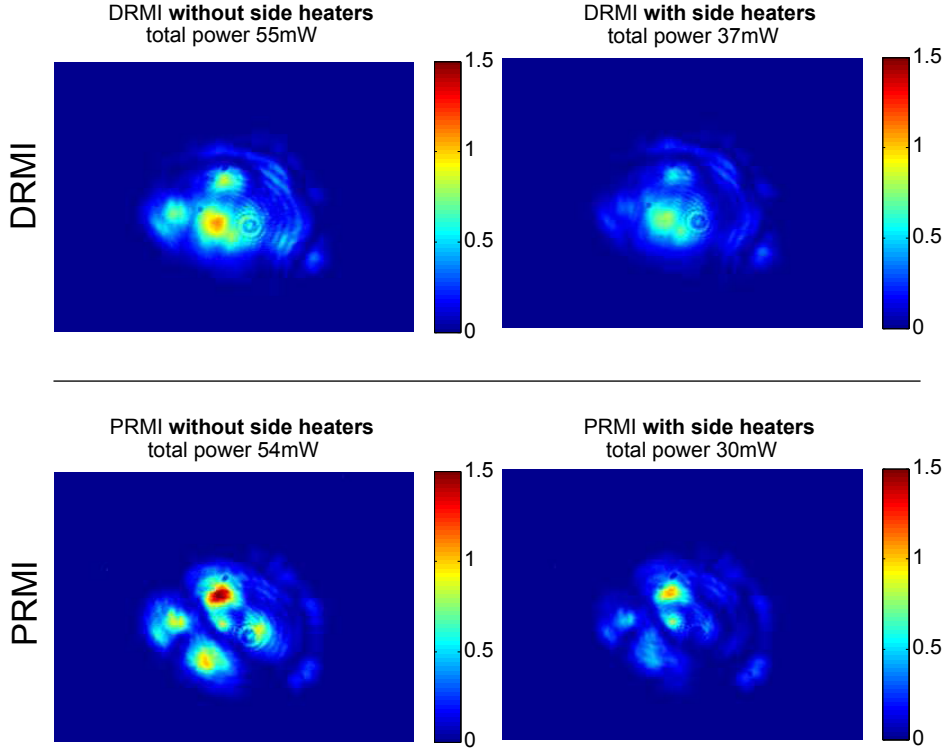 DRMI without side heaters
total power 55mW
DRMI with side heaters
total power 37mW
DRMI
1.5
1
0.5
0
1.5
1
0.5
0
PRMI without side heaters
total power 54mW
PRMI with side heaters
total power 30mW
PRMI
1.5
1
0.5
0
1.5
1
0.5
0